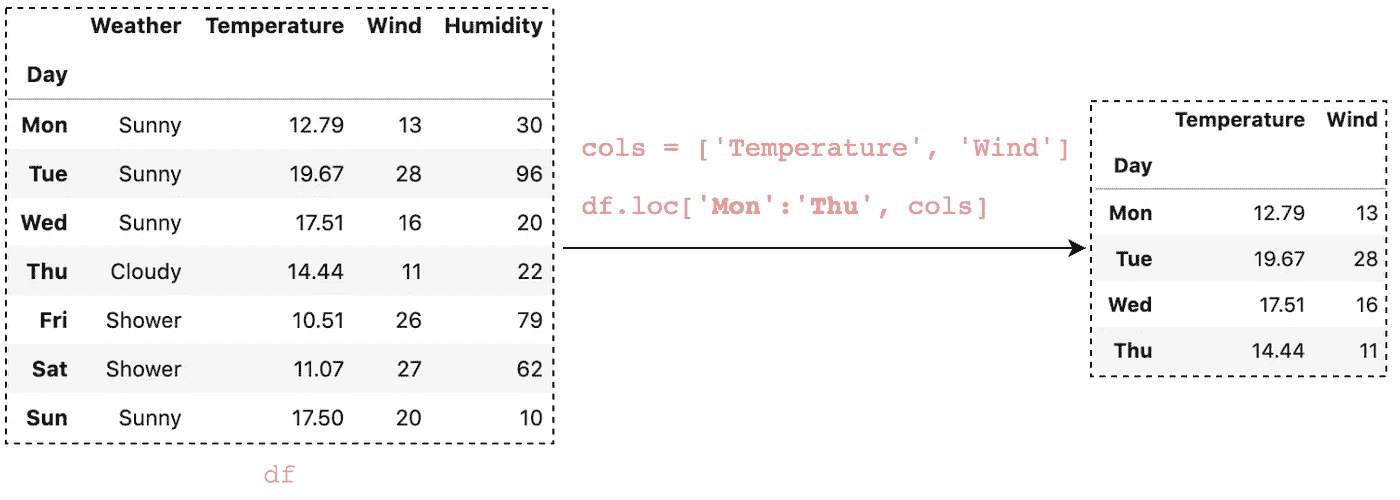 Weather Temperature Wind Humidity
Day
Mon Sunny 12.79 13 30
Tue Sunny 19.67 28 96
Wed Sunny 17.51 16 20
Thu Cloudy 14.44 11 22
Fri Shower 10.51 26 79
Sat Shower 11.07 27 62
Sun Sunny 17.50 20 10
df
cols = ['Temperature', 'Wind']
df.loc['Mon':'Thu', cols]
Temperature Wind
Day
Mon 12.79 13
Tue 19.67 28
Wed 17.51 16
Thu 14.44 11